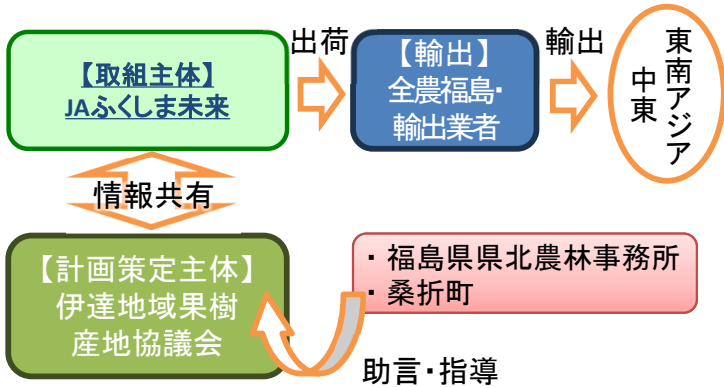 【取組主体】
JAふくしま未来
出荷
【輸出】
全農福島・
輸出業者
輸出
東南アジア
中東
情報共有
【計画策定主体】
伊達地域果樹
産地協議会
・福島県県北農林事務所
・桑折町
助言・指導